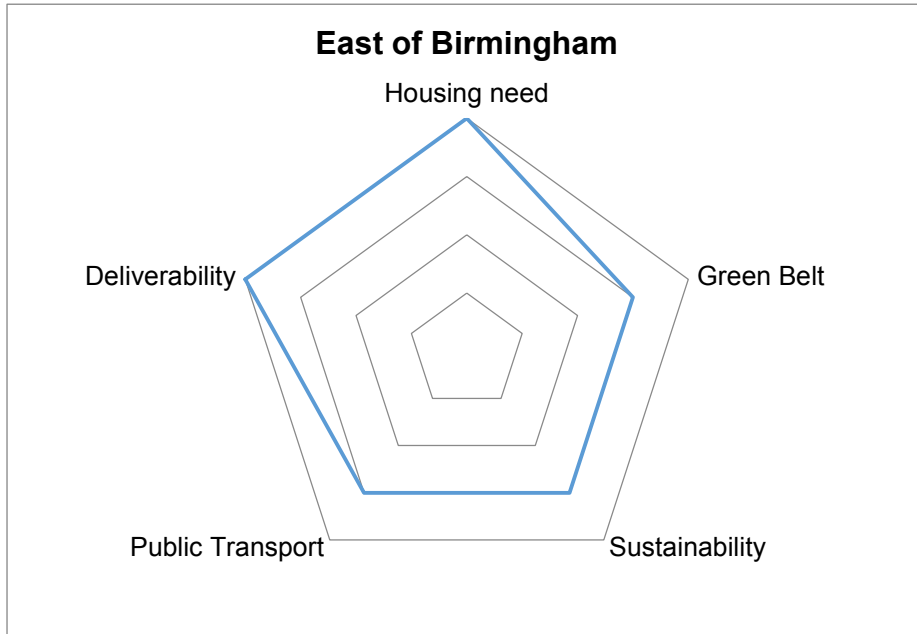 East of Birmingham
Housing need
Deliverability
Green Belt
Public Transport
Sustainability